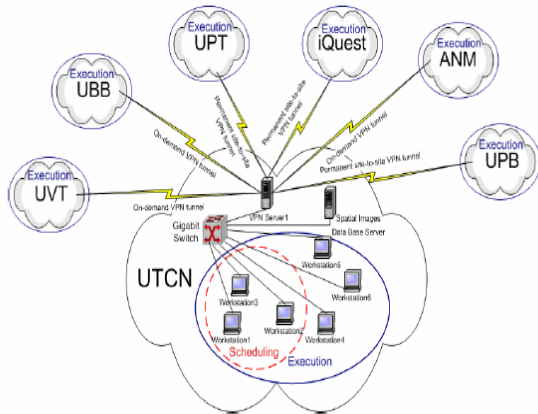 Execution
UPT
Execution
iQuest
Execution
ANM
Execution
UBB
Execution
UPB
Execution
UVT
Permanent site-to-site
VPN tunnel
Permanent site-to-site
VPN tunnel
On-demand VPN tunnel
On-demand VPN tunnel
Permanent site-to-site VPN tunnel
On-demand VPN tunnel
VPN Server1
Spatial Images
Data Base Server
Gigabit
Switch
UTCN
Workstation5
Workstation3
Workstation6
Workstation1
Workstation2
Workstation4
Scheduling
Execution